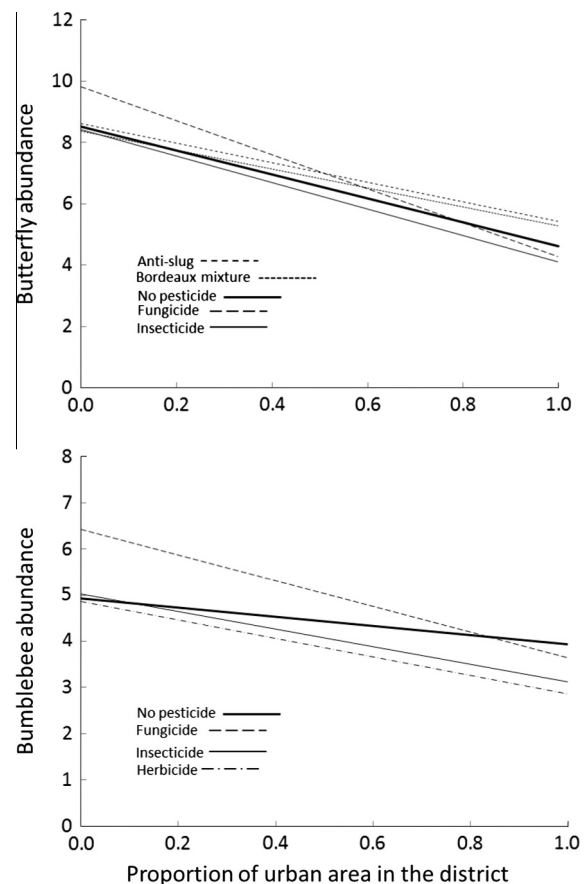 12
10
8
6
4
2
0
Butterfly abundance
Anti-slug
Bordeaux mixture
No pesticide
Fungicide
Insecticide
0.0 0.2 0.4 0.6 0.8 1.0
8
7
6
5
4
3
2
1
0
Bumblebee abundance
No pesticide
Fungicide
Insecticide
Herbicide
0.0 0.2 0.4 0.6 0.8 1.0
Proportion of urban area in the district